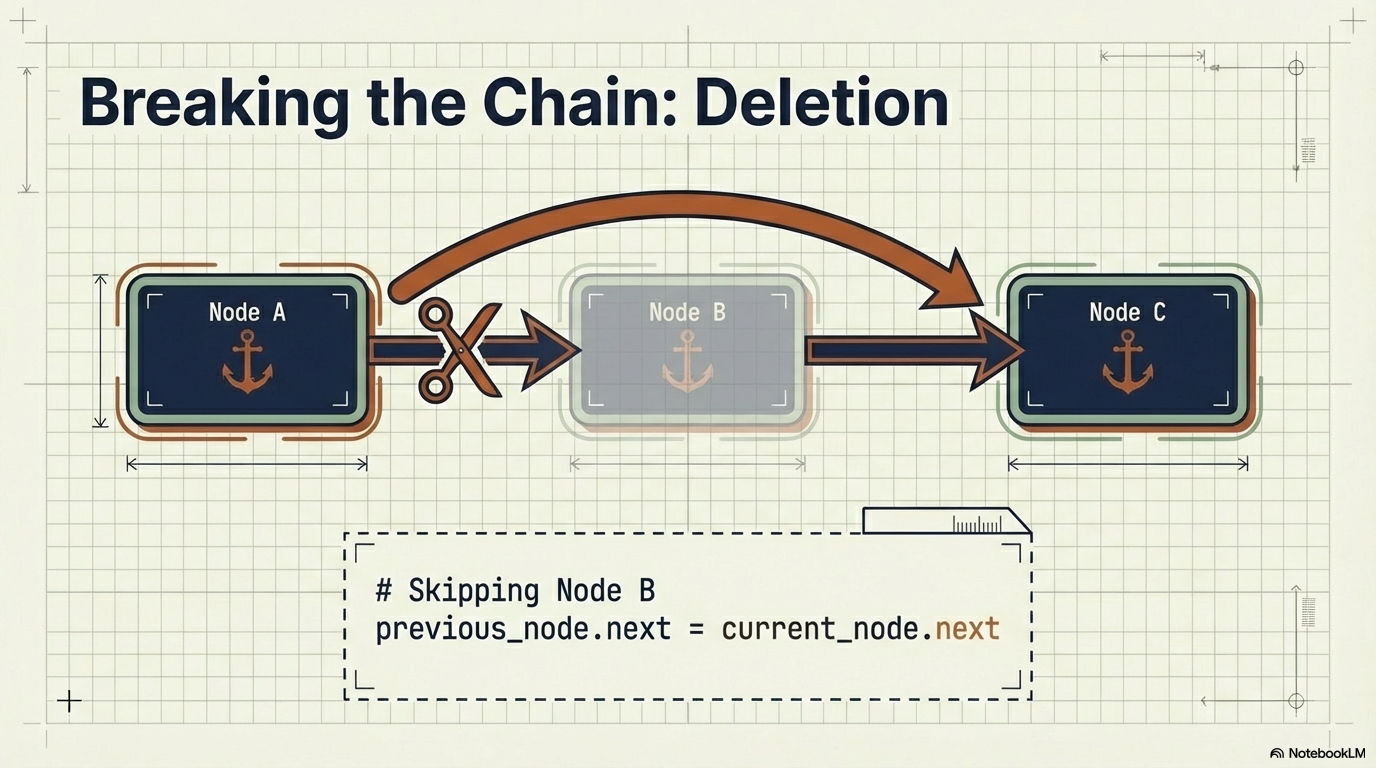 Breaking the Chain: Deletion
Node A
Node B
Node C
# Skipping Node B
previous_node.next = current_node.next
NotebookLM